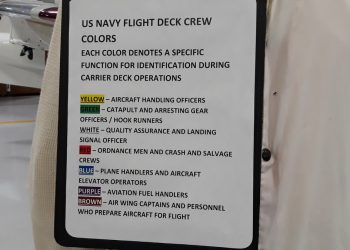 US NAVY FLIGHT DECK CREW
COLORS
EACH COLOR DENOTES A SPECIFIC
FUNCTION FOR IDENTIFICATION DURING
CARRIER DECK OPERATIONS
YELLOW – AIRCRAFT HANDLING OFFICERS
GREEN – CATAPULT AND ARRESTING GEAR
OFFICERS / HOOK RUNNERS
WHITE – QUALITY ASSURANCE AND LANDING
SIGNAL OFFICER
RED – ORDNANCE MEN AND CRASH AND SALVAGE
CREWS
BLUE – PLANE HANDLERS AND AIRCRAFT
ELEVATOR OPERATORS
PURPLE – AVIATION FUEL HANDLERS
BROWN – AIR WING CAPTAINS AND PERSONNEL
WHO PREPARE AIRCRAFT FOR FLIGHT